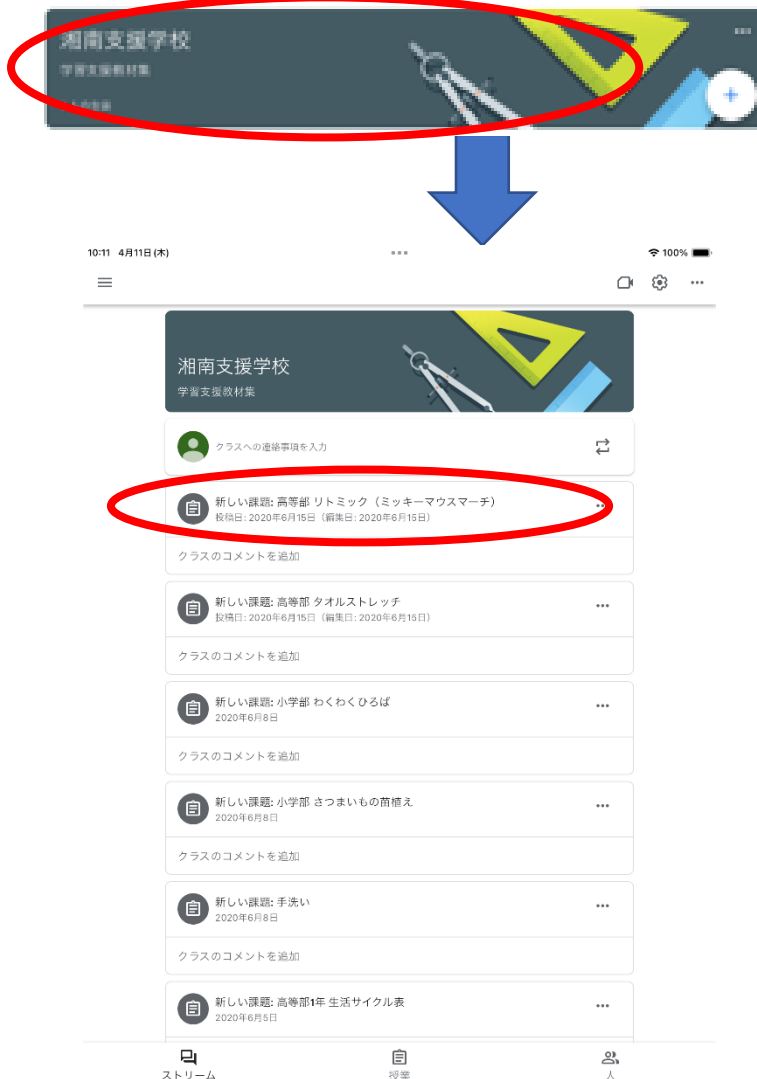 湘南支援学校
学習支援教材集
10:11 4月11日(木)
100%
湘南支援学校
学習支援教材集
クラスへの連絡事項を入力
新しい課題: 高等部 リトミック（ミッキーマウスマーチ）
投稿日: 2020年6月15日（編集日: 2020年6月15日）
クラスのコメントを追加
新しい課題: 高等部 タオルストレッチ
投稿日: 2020年6月15日（編集日: 2020年6月15日）
クラスのコメントを追加
新しい課題: 小学部 わくわくひろば
2020年6月8日
クラスのコメントを追加
新しい課題: 小学部 さつまいもの苗植え
2020年6月8日
クラスのコメントを追加
新しい課題: 手洗い
2020年6月8日
クラスのコメントを追加
新しい課題: 高等部1年 生活サイクル表
2020年6月5日
ストリーム
授業
人